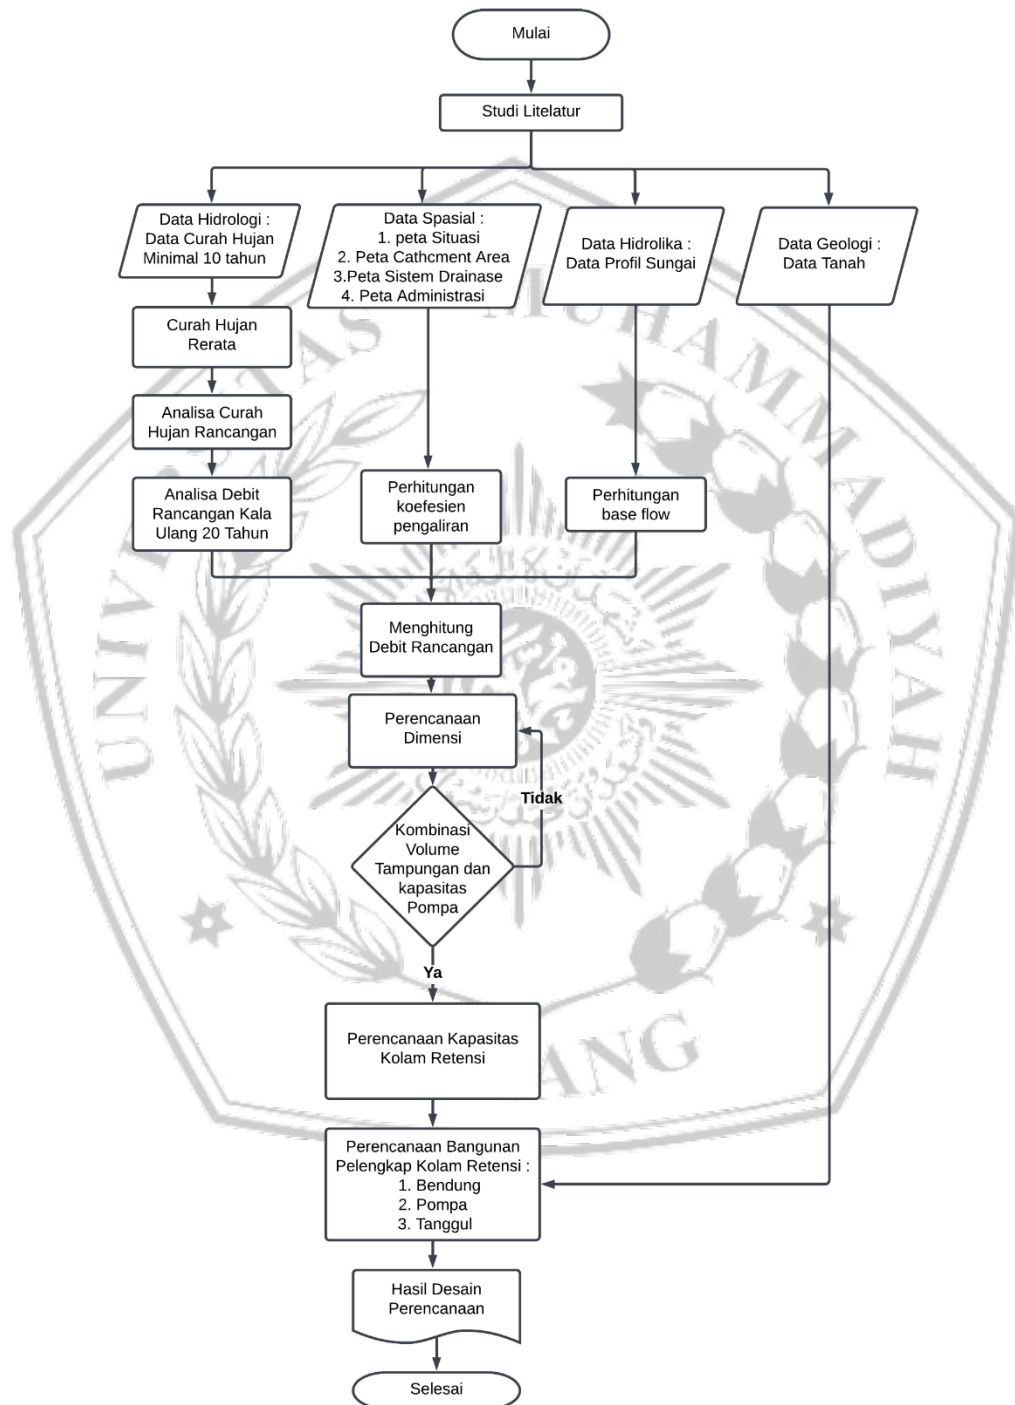 Mulai
Studi Litelatur
Data Hidrologi :
Data Curah Hujan
Minimal 10 tahun
Data Spasial :
1. peta Situasi
2. Peta Cathcment Area
3.Peta Sistem Drainase
4. Peta Administrasi
Data Hidrolika :
Data Profil Sungai
Data Geologi :
Data Tanah
Curah Hujan
Rerata
Analisa Curah
Hujan Rancangan
Analisa Debit
Rancangan Kala
Ulang 20 Tahun
Perhitungan
koefesien
pengaliran
Perhitungan
base flow
Menghitung
Debit Rancangan
Perencanaan
Dimensi
Tidak
Kombinasi
Volume
Tampungan dan
kapasitas
Pompa
Ya
Perencanaan Kapasitas
Kolam Retensi
Perencanaan Bangunan
Pelengkap Kolam Retensi :
1. Bendung
2. Pompa
3. Tanggul
Hasil Desain
Perencanaan
Selesai
MUHAMMADIYAH